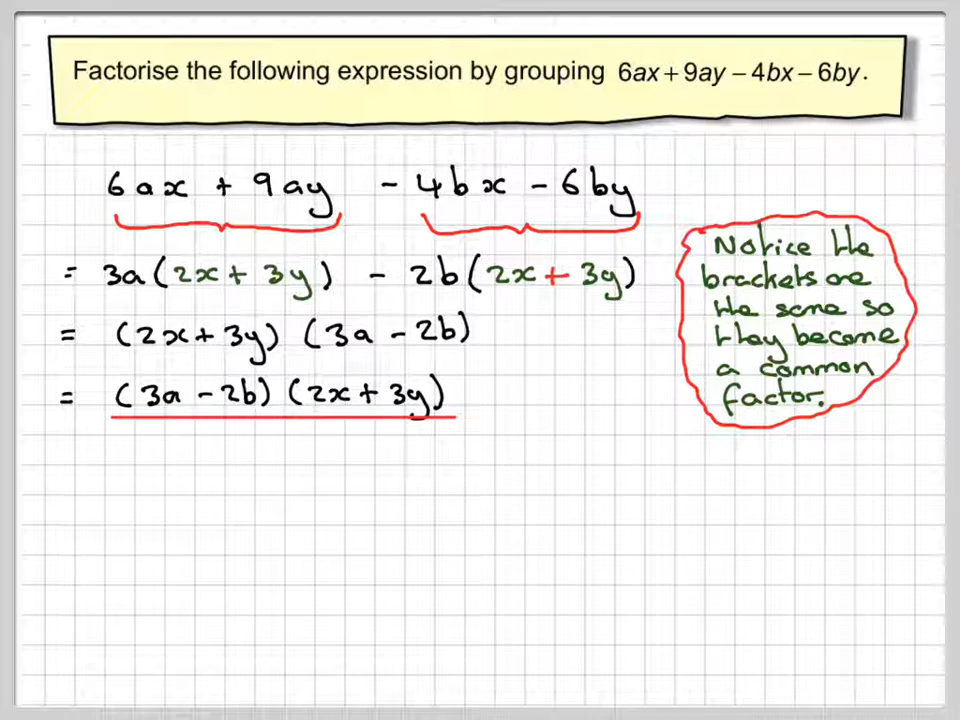 Factorise the following expression by grouping 6ax + 9ay − 4bx − 6by.
6ax + 9ay − 4bx − 6by
= 3a(2x + 3y) − 2b(2x + 3y)
= (2x + 3y) (3a − 2b)
= (3a − 2b) (2x + 3y)
Notice the
brackets are
the same so
they become
a common
factor.